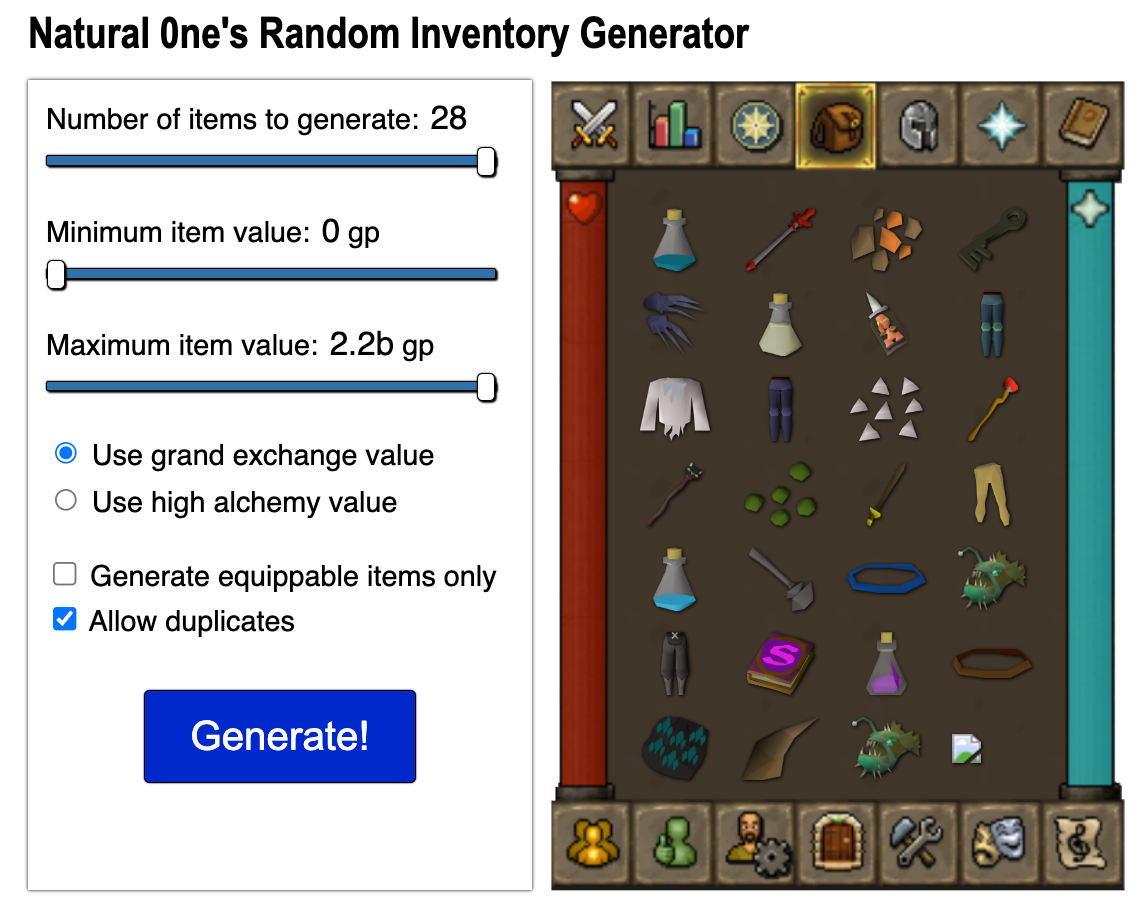 Natural 0ne's Random Inventory Generator
Number of items to generate: 28
Minimum item value: 0 gp
Maximum item value: 2.2b gp
Use grand exchange value
Use high alchemy value
Generate equippable items only
Allow duplicates
Generate!
S